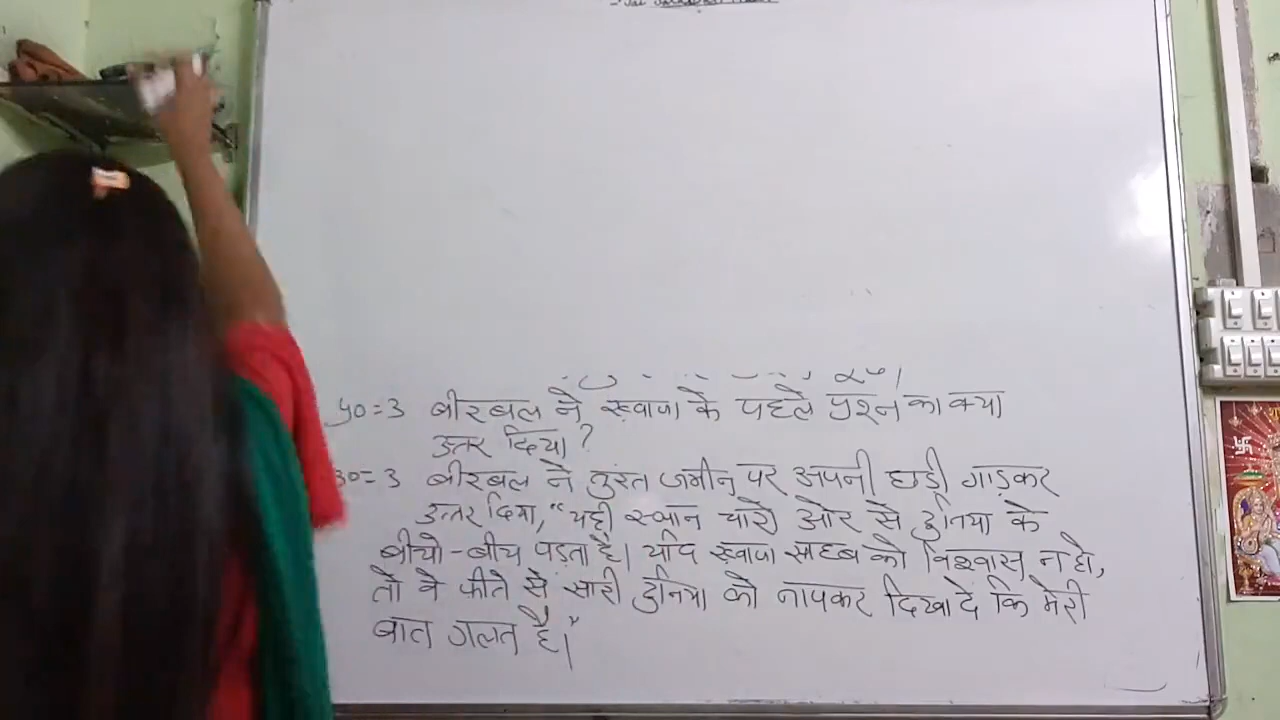 प्र०=3 बीरबल ने ख्वाजा के पहले प्रश्न का क्या
उत्तर दिया?
उ०=3 बीरबल ने तुरंत जमीन पर अपनी छड़ी गाड़कर
उत्तर दिया, "यही स्थान चारो ओर से दुनिया के
बीचो-बीच पड़ता है। यदि ख्वाजा साहब को विश्वास न हो,
तो वे फीते से सारी दुनिया को नापकर दिखा दे कि मेरी
बात गलत है।"